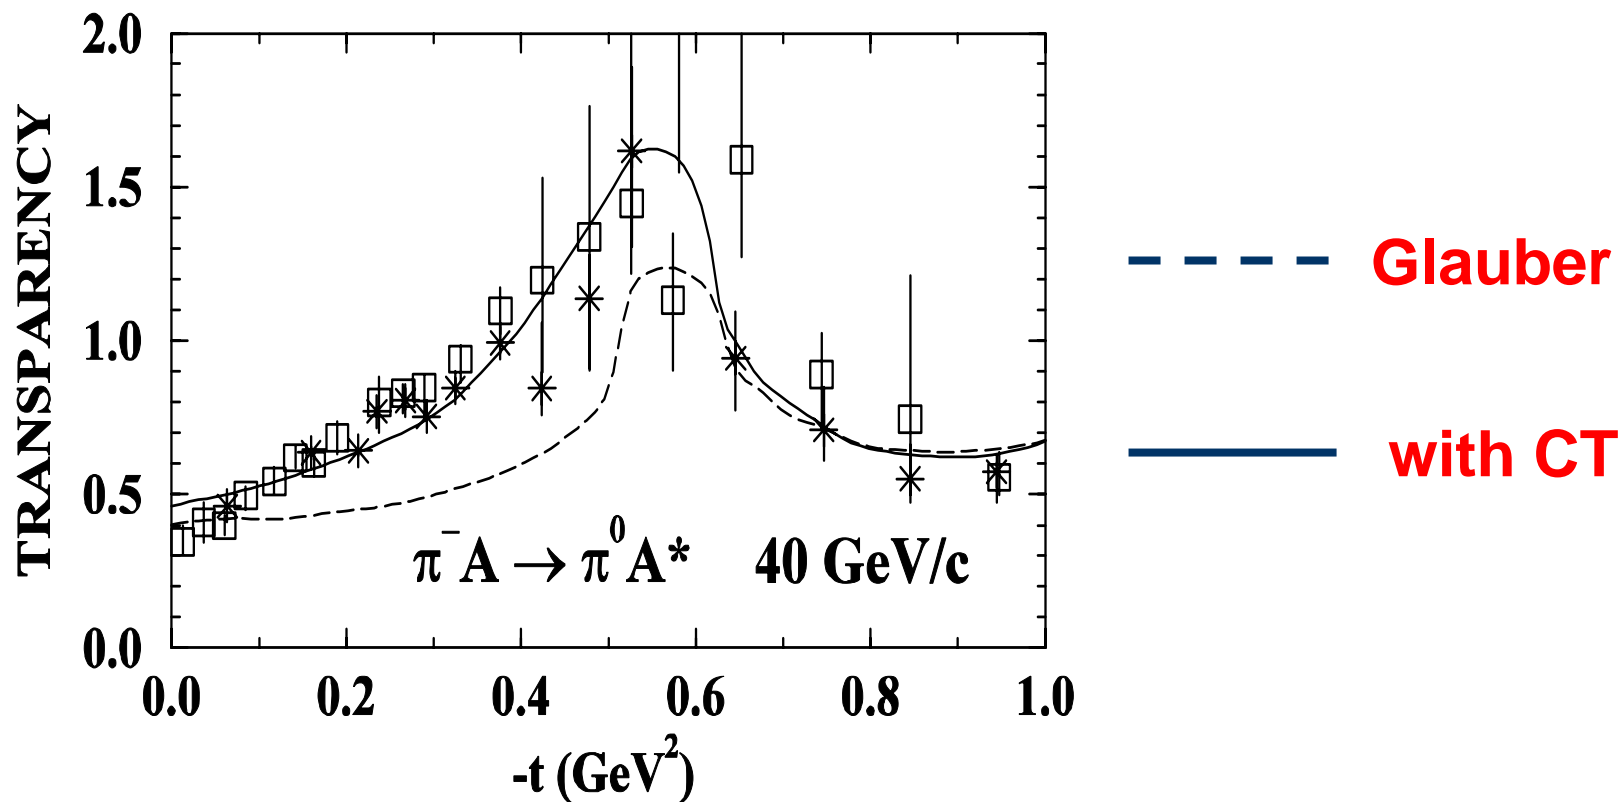 TRANSPARENCY
2.0
1.5
1.0
0.5
0.0
π⁻A → π⁰A* 40 GeV/c
0.0 0.2 0.4 0.6 0.8 1.0
-t (GeV²)
Glauber
with CT